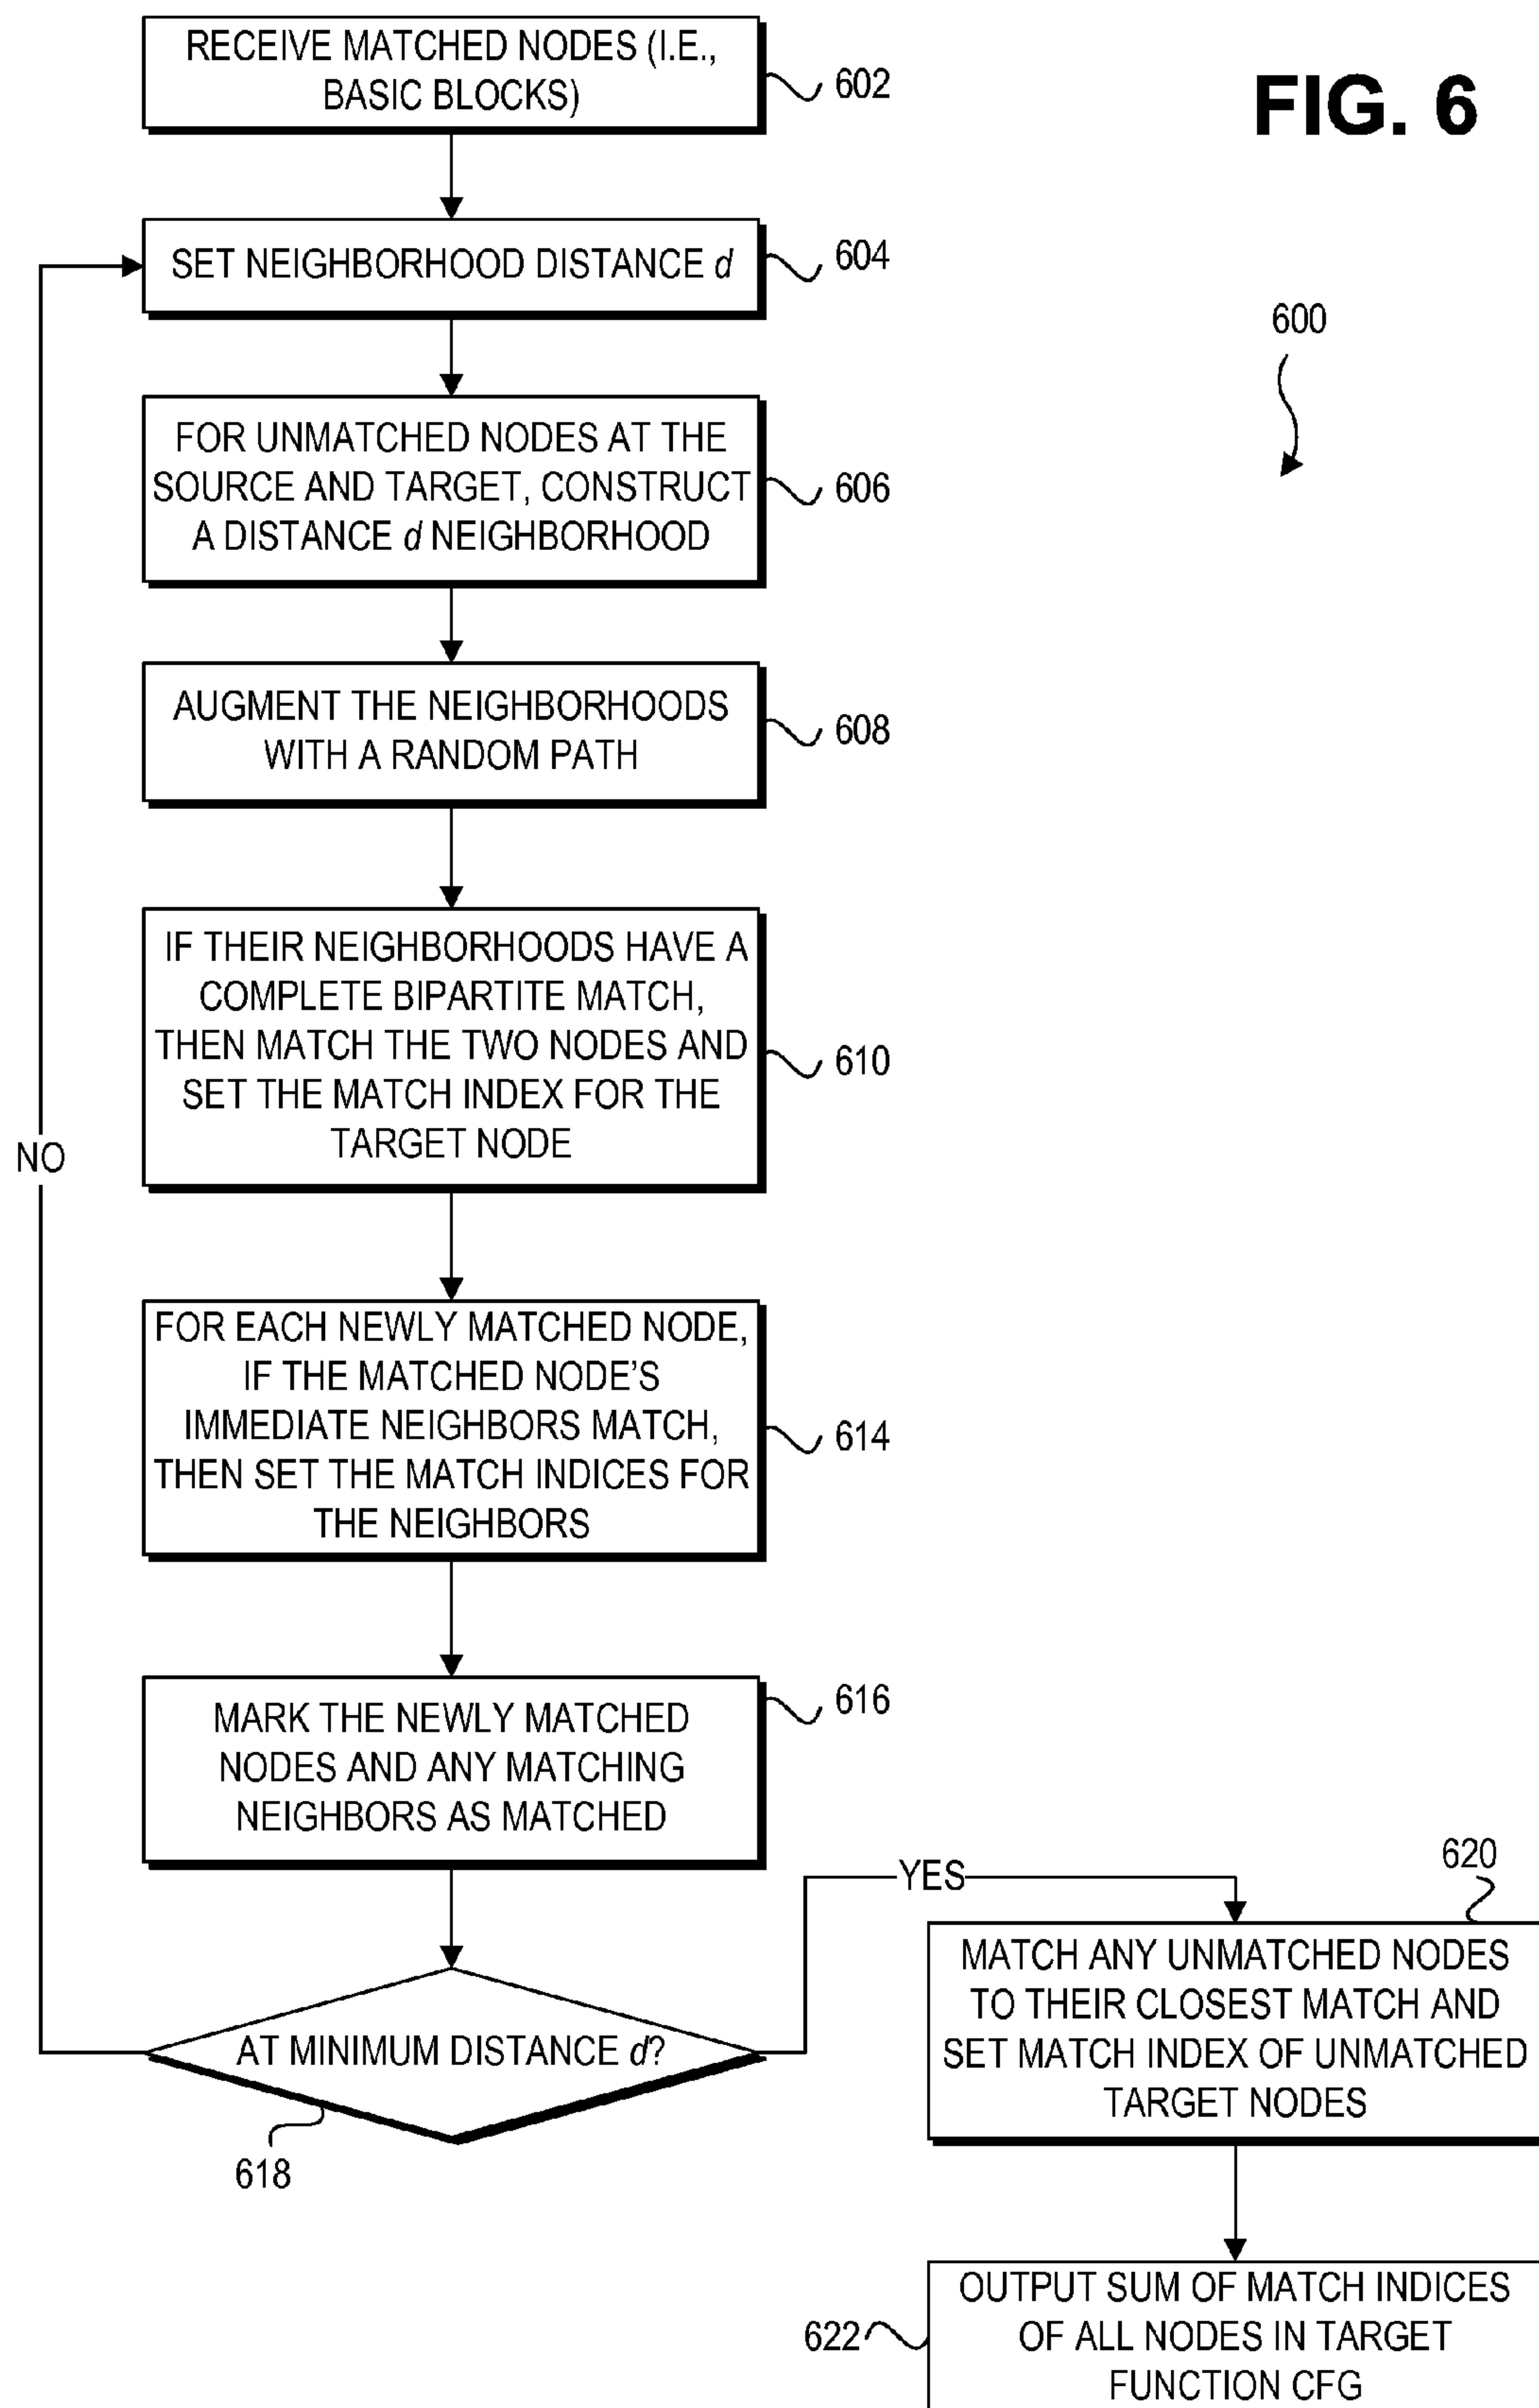 FIG. 6
600
RECEIVE MATCHED NODES (I.E.,
BASIC BLOCKS)
602
SET NEIGHBORHOOD DISTANCE d
604
FOR UNMATCHED NODES AT THE
SOURCE AND TARGET, CONSTRUCT
A DISTANCE d NEIGHBORHOOD
606
AUGMENT THE NEIGHBORHOODS
WITH A RANDOM PATH
608
IF THEIR NEIGHBORHOODS HAVE A
COMPLETE BIPARTITE MATCH,
THEN MATCH THE TWO NODES AND
SET THE MATCH INDEX FOR THE
TARGET NODE
610
NO
FOR EACH NEWLY MATCHED NODE,
IF THE MATCHED NODE'S
IMMEDIATE NEIGHBORS MATCH,
THEN SET THE MATCH INDICES FOR
THE NEIGHBORS
614
MARK THE NEWLY MATCHED
NODES AND ANY MATCHING
NEIGHBORS AS MATCHED
616
AT MINIMUM DISTANCE d?
618
YES
620
MATCH ANY UNMATCHED NODES
TO THEIR CLOSEST MATCH AND
SET MATCH INDEX OF UNMATCHED
TARGET NODES
OUTPUT SUM OF MATCH INDICES
OF ALL NODES IN TARGET
FUNCTION CFG
622